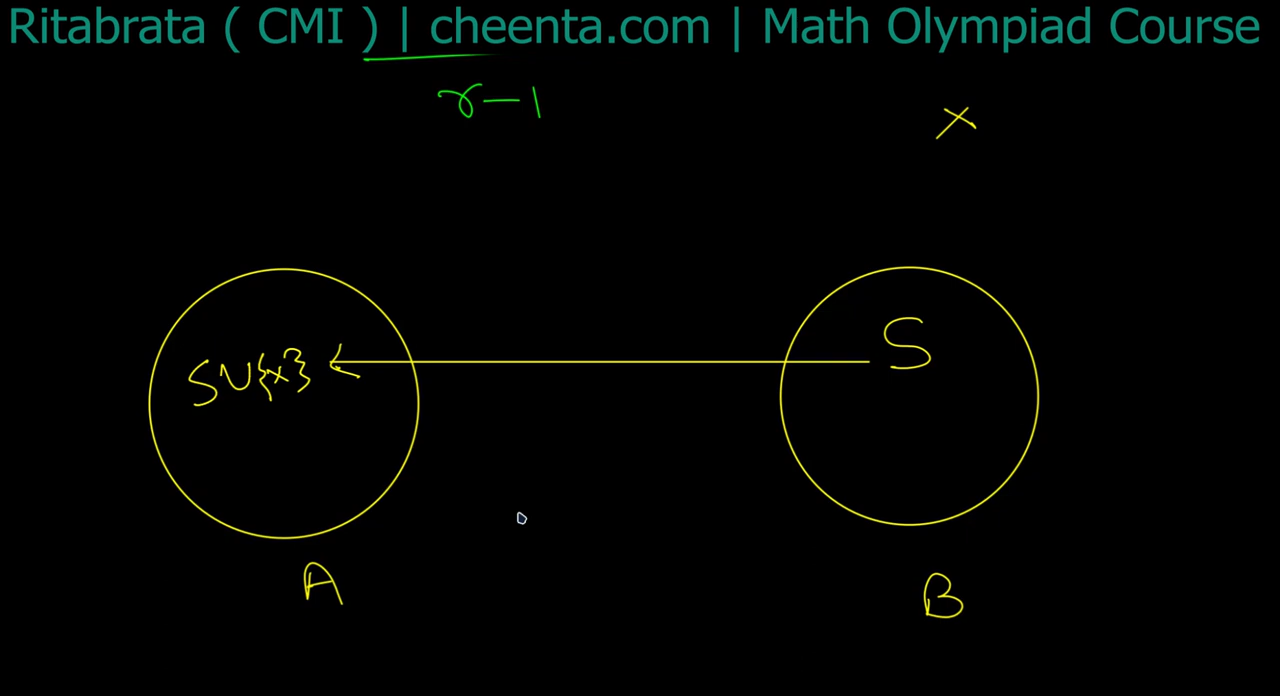 Ritabrata ( CMI ) | cheenta.com | Math Olympiad Course
r-1
x
S
S∪{x}
A
B